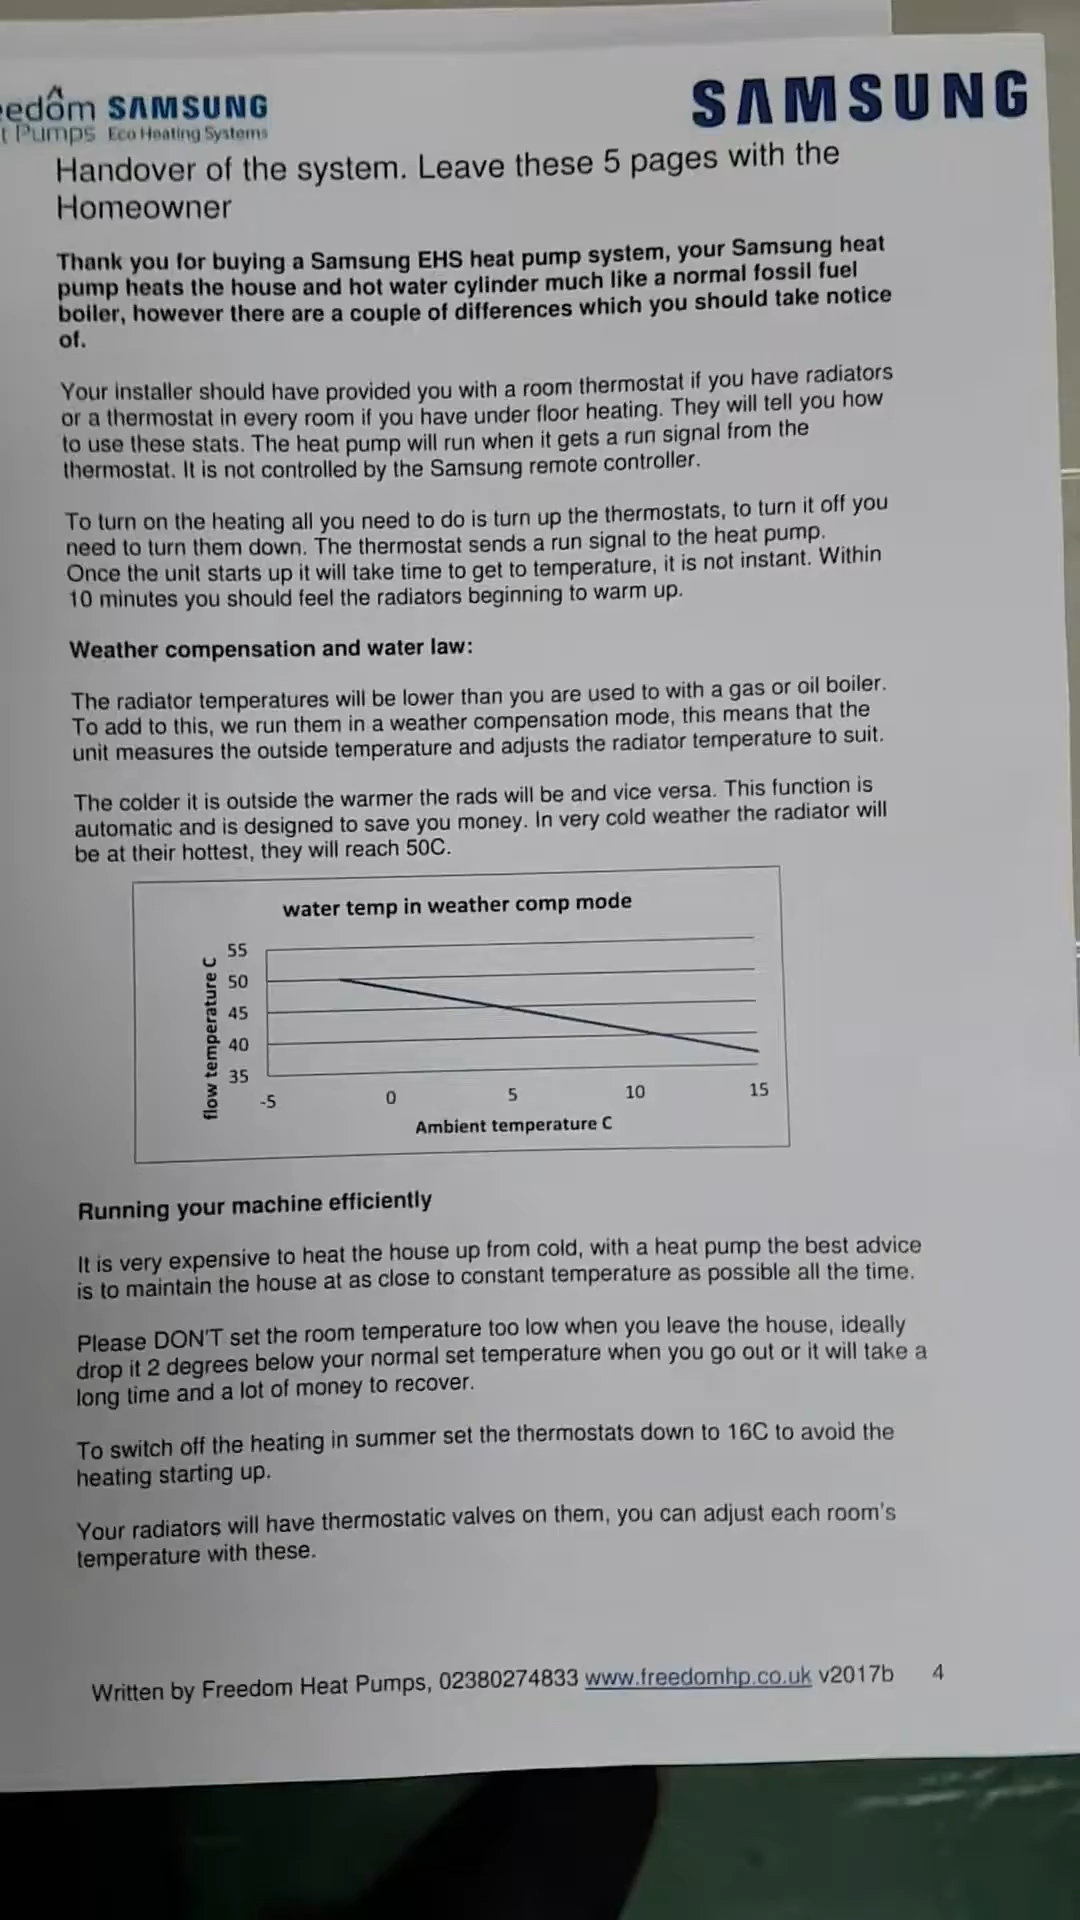 SAMSUNG
SAMSUNG
Pumps Eco Heating Systems
Handover of the system. Leave these 5 pages with the
Homeowner
Thank you for buying a Samsung EHS heat pump system, your Samsung heat
pump heats the house and hot water cylinder much like a normal fossil fuel
boiler, however there are a couple of differences which you should take notice
of.
Your installer should have provided you with a room thermostat if you have radiators
or a thermostat in every room if you have under floor heating. They will tell you how
to use these stats. The heat pump will run when it gets a run signal from the
thermostat. It is not controlled by the Samsung remote controller.
To turn on the heating all you need to do is turn up the thermostats, to turn it off you
need to turn them down. The thermostat sends a run signal to the heat pump.
Once the unit starts up it will take time to get to temperature, it is not instant. Within
10 minutes you should feel the radiators beginning to warm up.
Weather compensation and water law:
The radiator temperatures will be lower than you are used to with a gas or oil boiler.
To add to this, we run them in a weather compensation mode, this means that the
unit measures the outside temperature and adjusts the radiator temperature to suit.
The colder it is outside the warmer the rads will be and vice versa. This function is
automatic and is designed to save you money. In very cold weather the radiator will
be at their hottest, they will reach 50C.
water temp in weather comp mode
flow temperature C
55
50
45
40
35
-5 0 5 10 15
Ambient temperature C
Running your machine efficiently
It is very expensive to heat the house up from cold, with a heat pump the best advice
is to maintain the house at as close to constant temperature as possible all the time.
Please DON'T set the room temperature too low when you leave the house, ideally
drop it 2 degrees below your normal set temperature when you go out or it will take a
long time and a lot of money to recover.
To switch off the heating in summer set the thermostats down to 16C to avoid the
heating starting up.
Your radiators will have thermostatic valves on them, you can adjust each room's
temperature with these.
Written by Freedom Heat Pumps, 02380274833 www.freedomhp.co.uk v2017b 4